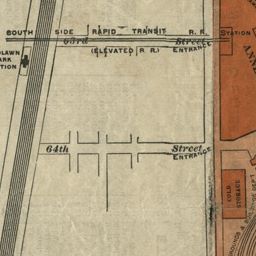 SOUTH SIDE RAPID TRANSIT R.R. STATION
63rd Street
(ELEVATED R.R.) ENTRANCE
64th Street
ENTRANCE
COLD
STORAGE